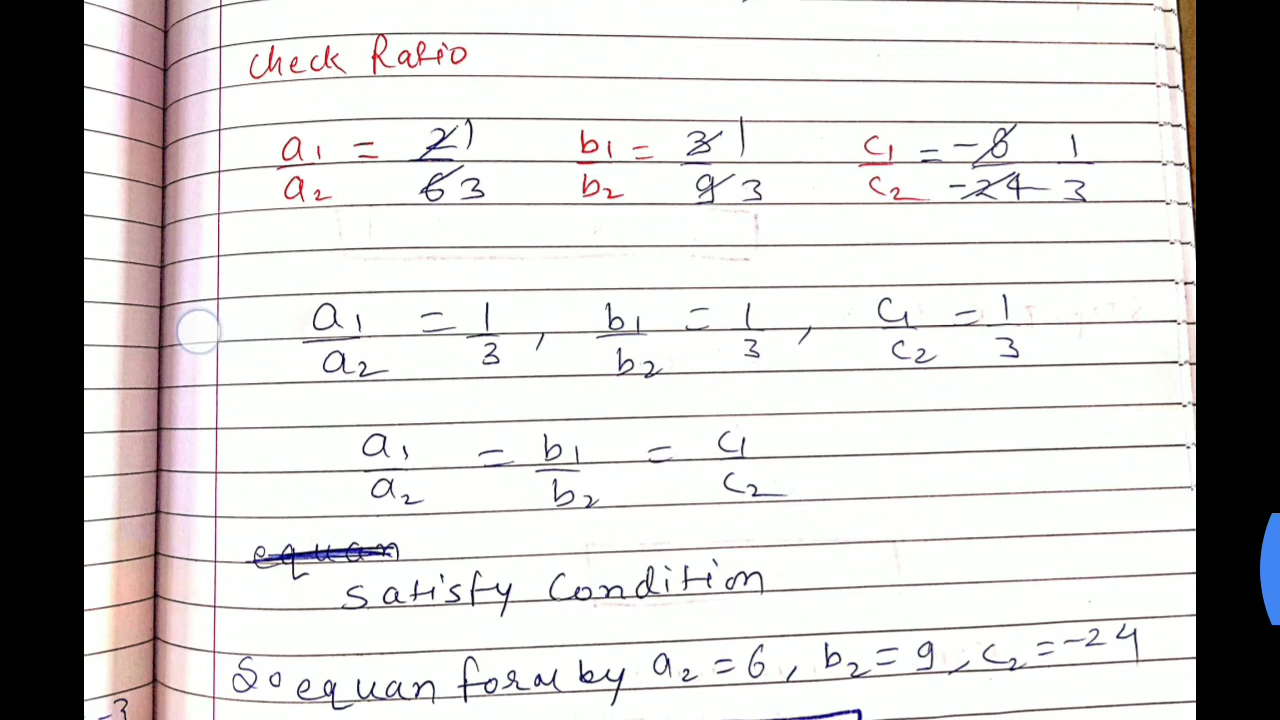 Check Ratio
a1/a2 = 2/6 1/3 b1/b2 = 3/9 1/3 c1/c2 = -8/-24 1/3
a1/a2 = 1/3, b1/b2 = 1/3, c1/c2 = 1/3
a1/a2 = b1/b2 = c1/c2
equan
satisfy Condition
So equan form by a2 = 6, b2 = 9, c2 = -24
-3